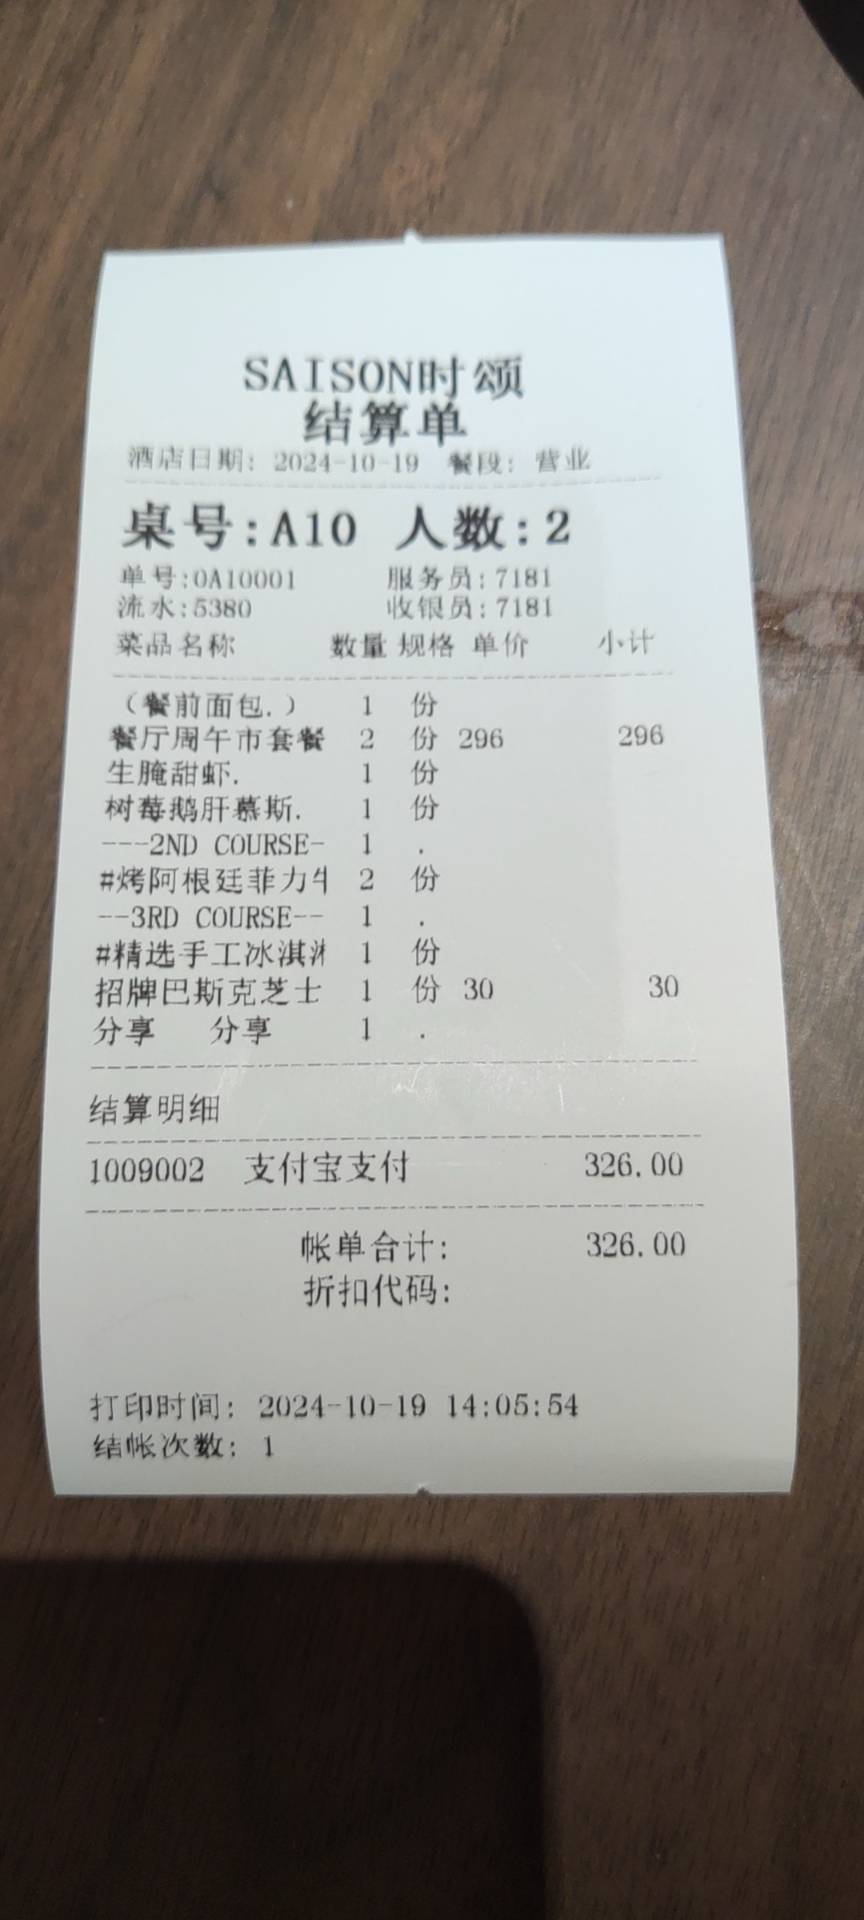 SAISON时颂
结算单
酒店日期: 2024-10-19 餐段: 营业
桌号:A10 人数:2
单号:0A10001 服务员:7181
流水:5380 收银员:7181
菜品名称 数量 规格 单价 小计
（餐前面包.） 1 份
餐厅周午市套餐 2 份 296 296
生腌甜虾. 1 份
树莓鹅肝慕斯. 1 份
---2ND COURSE- 1 .
#烤阿根廷菲力牛 2 份
--3RD COURSE-- 1 .
#精选手工冰淇淋 1 份
招牌巴斯克芝士 1 份 30 30
分享 分享 1 .
结算明细
1009002 支付宝支付 326.00
帐单合计: 326.00
折扣代码:
打印时间: 2024-10-19 14:05:54
结帐次数: 1